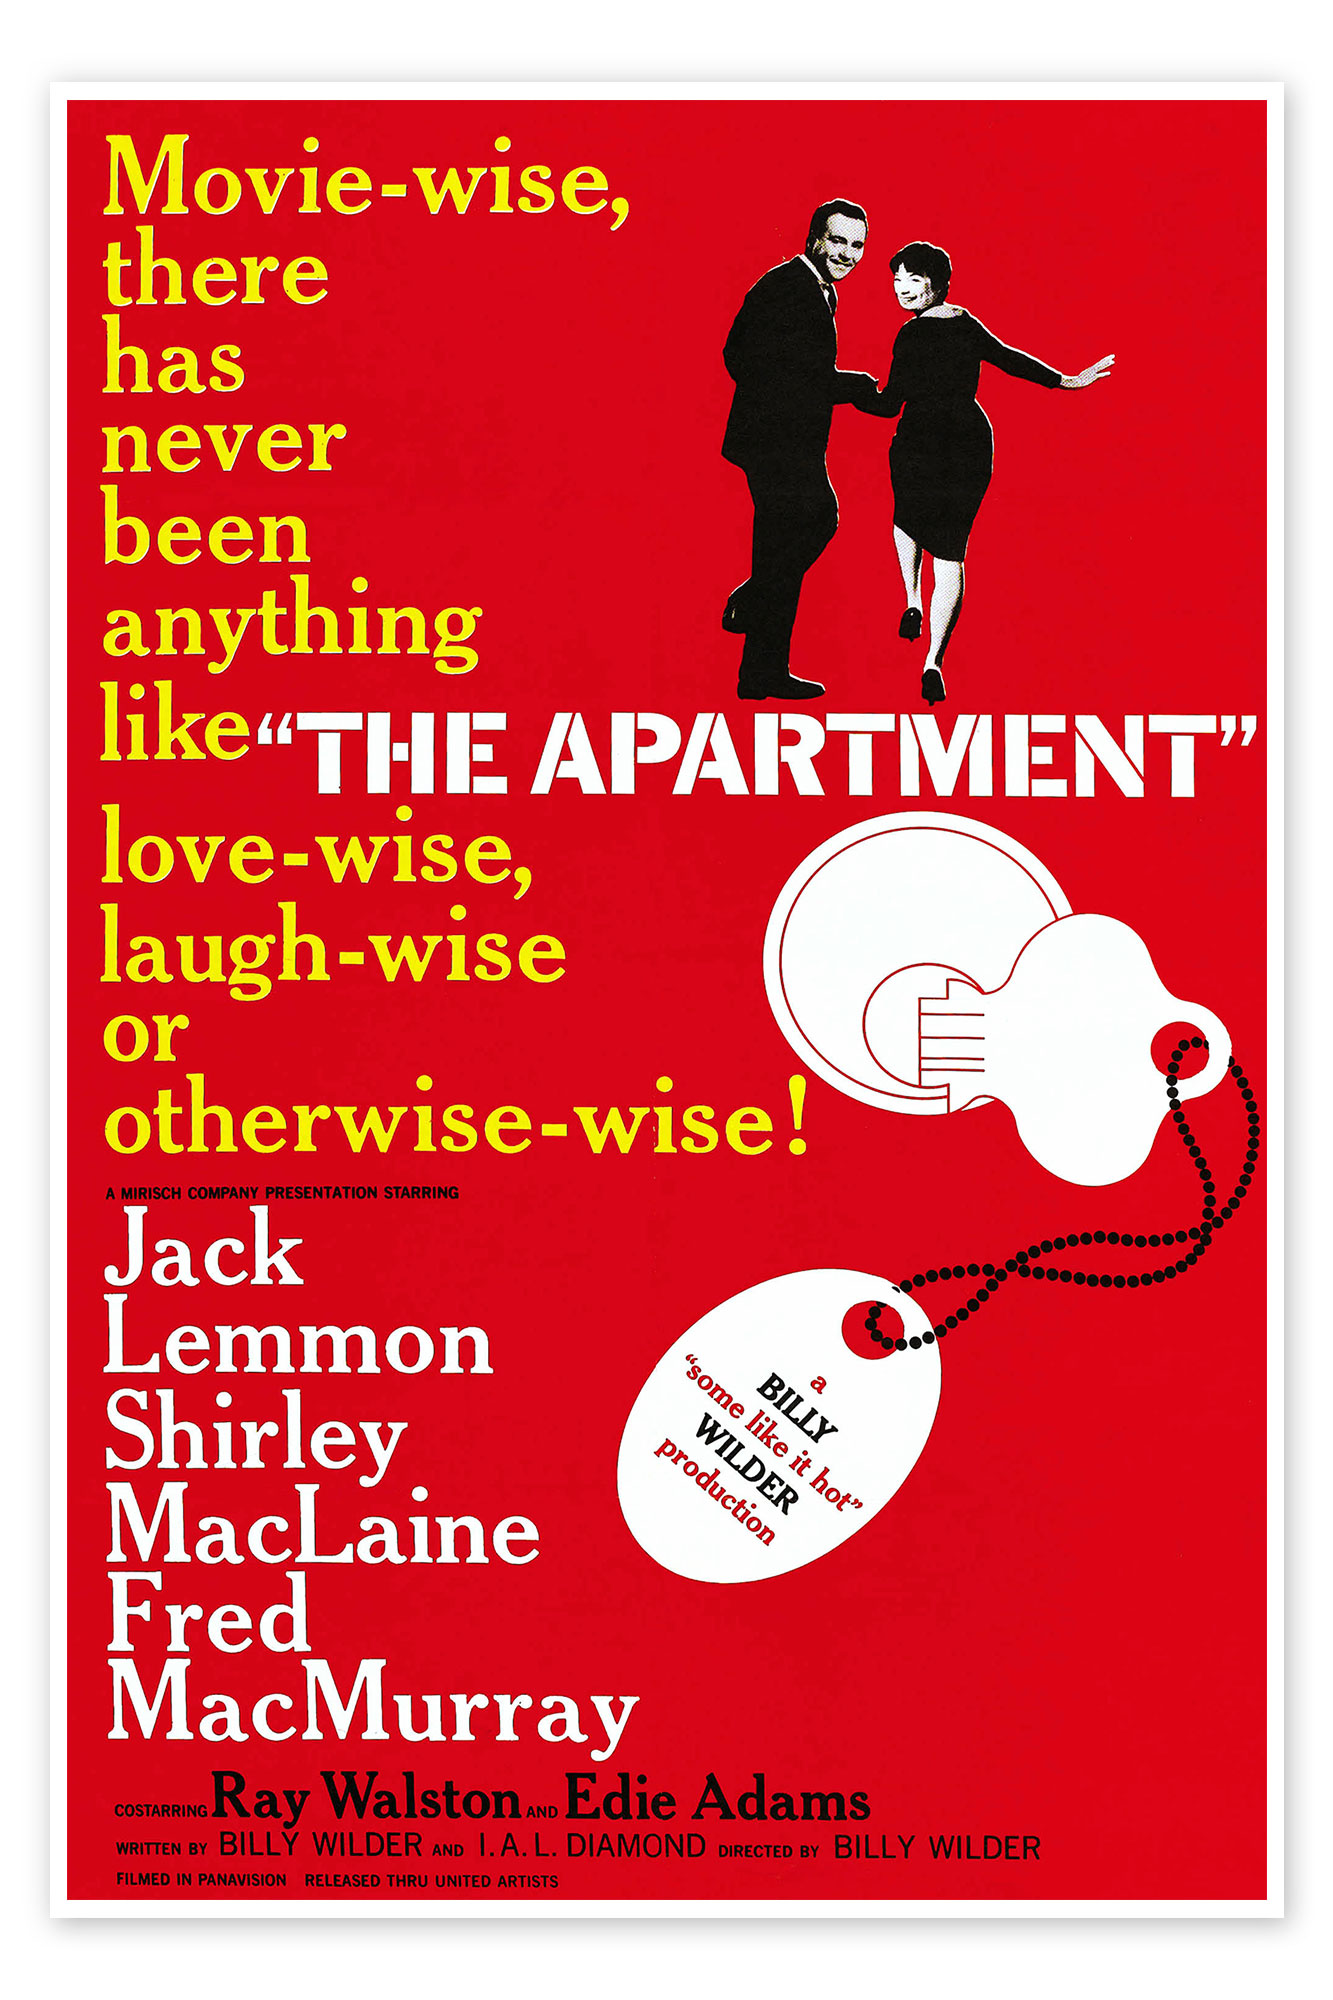 Movie-wise,
there
has
never
been
anything
like “THE APARTMENT”
love-wise,
laugh-wise
or
otherwise-wise!
A MIRISCH COMPANY PRESENTATION STARRING
Jack
Lemmon
Shirley
MacLaine
Fred
MacMurray
a
BILLY
“some like it hot”
WILDER
production
COSTARRING Ray Walston AND Edie Adams
WRITTEN BY BILLY WILDER AND I. A. L. DIAMOND DIRECTED BY BILLY WILDER
FILMED IN PANAVISION RELEASED THRU UNITED ARTISTS